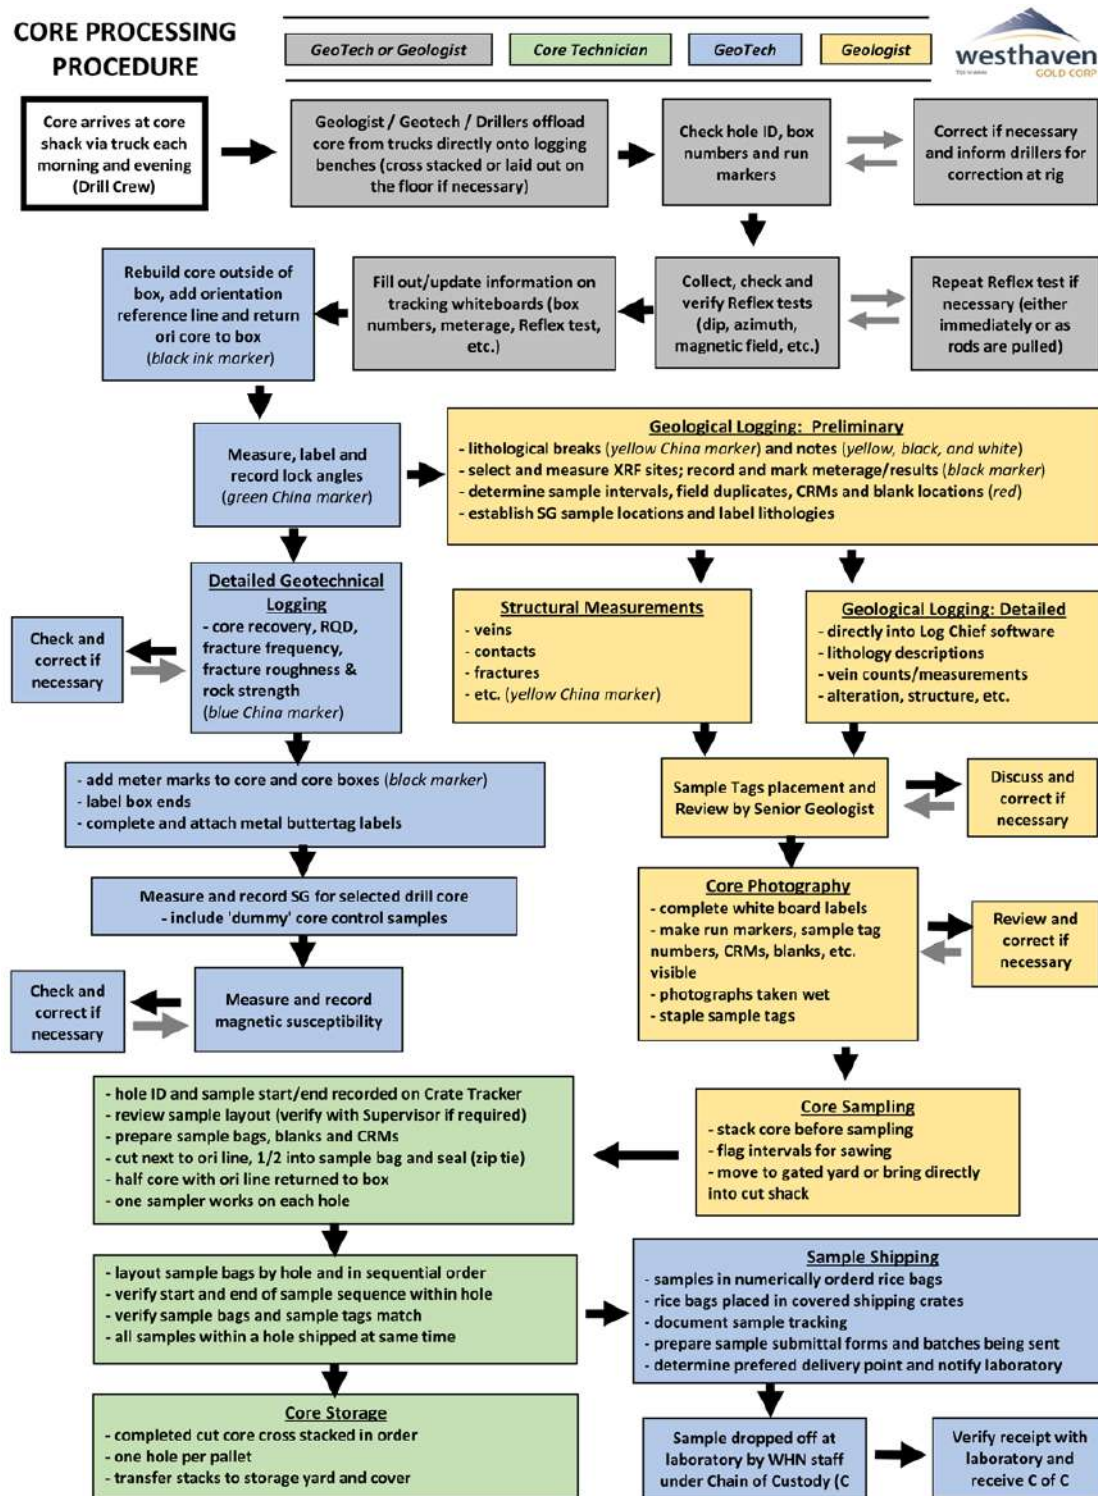 CORE PROCESSING
PROCEDURE
GeoTech or Geologist
Core Technician
GeoTech
Geologist
westhaven
GOLD CORP
Core arrives at core
shack via truck each
morning and evening
(Drill Crew)
Geologist / Geotech / Drillers offload
core from trucks directly onto logging
benches (cross stacked or laid out on
the floor if necessary)
Check hole ID, box
numbers and run
markers
Correct if necessary
and inform drillers for
correction at rig
Rebuild core outside of
box, add orientation
reference line and return
ori core to box
(black ink marker)
Fill out/update information on
tracking whiteboards (box
numbers, meterage, Reflex test,
etc.)
Collect, check and
verify Reflex tests
(dip, azimuth,
magnetic field, etc.)
Repeat Reflex test if
necessary (either
immediately or as
rods are pulled)
Measure, label and
record lock angles
(green China marker)
Geological Logging: Preliminary
- lithological breaks (yellow China marker) and notes (yellow, black, and white)
- select and measure XRF sites; record and mark meterage/results (black marker)
- determine sample intervals, field duplicates, CRMs and blank locations (red)
- establish SG sample locations and label lithologies
Check and
correct if
necessary
Detailed Geotechnical
Logging
- core recovery, RQD,
fracture frequency,
fracture roughness &
rock strength
(blue China marker)
Structural Measurements
- veins
- contacts
- fractures
- etc. (yellow China marker)
Geological Logging: Detailed
- directly into Log Chief software
- lithology descriptions
- vein counts/measurements
- alteration, structure, etc.
- add meter marks to core and core boxes (black marker)
- label box ends
- complete and attach metal buttertag labels
Sample Tags placement and
Review by Senior Geologist
Discuss and
correct if
necessary
Measure and record SG for selected drill core
- include 'dummy' core control samples
Core Photography
- complete white board labels
- make run markers, sample tag
numbers, CRMs, blanks, etc.
visible
- photographs taken wet
- staple sample tags
Review and
correct if
necessary
Check and
correct if
necessary
Measure and record
magnetic susceptibility
- hole ID and sample start/end recorded on Crate Tracker
- review sample layout (verify with Supervisor if required)
- prepare sample bags, blanks and CRMs
- cut next to ori line, 1/2 into sample bag and seal (zip tie)
- half core with ori line returned to box
- one sampler works on each hole
Core Sampling
- stack core before sampling
- flag intervals for sawing
- move to gated yard or bring directly
into cut shack
- layout sample bags by hole and in sequential order
- verify start and end of sample sequence within hole
- verify sample bags and sample tags match
- all samples within a hole shipped at same time
Sample Shipping
- samples in numerically orderd rice bags
- rice bags placed in covered shipping crates
- document sample tracking
- prepare sample submittal forms and batches being sent
- determine prefered delivery point and notify laboratory
Core Storage
- completed cut core cross stacked in order
- one hole per pallet
- transfer stacks to storage yard and cover
Sample dropped off at
laboratory by WHN staff
under Chain of Custody (C
Verify receipt with
laboratory and
receive C of C